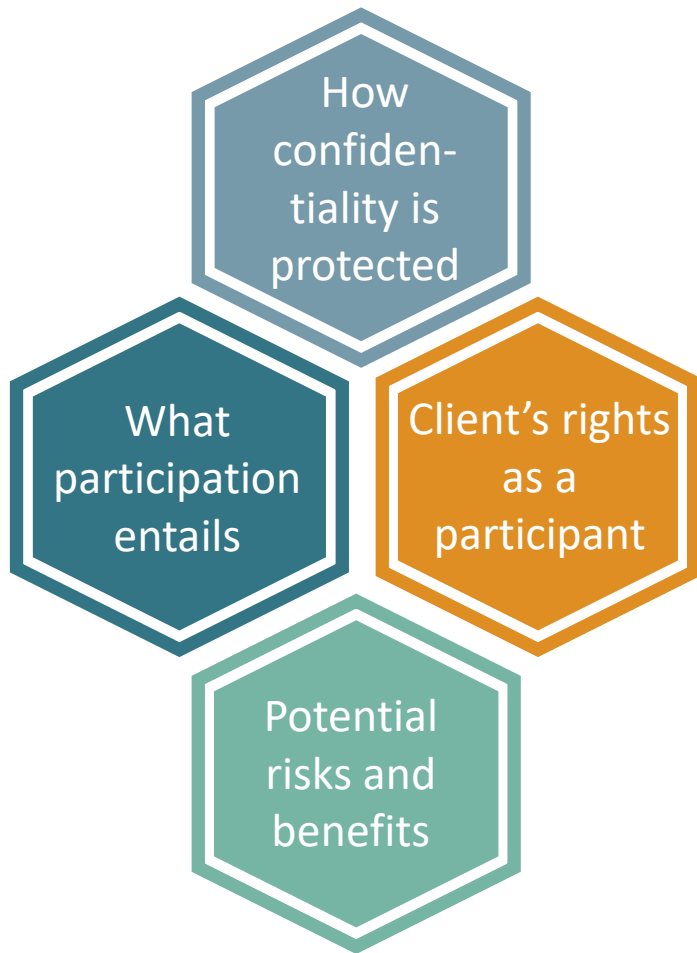 How
confiden-
tiality is
protected
What
participation
entails
Client’s rights
as a
participant
Potential
risks and
benefits